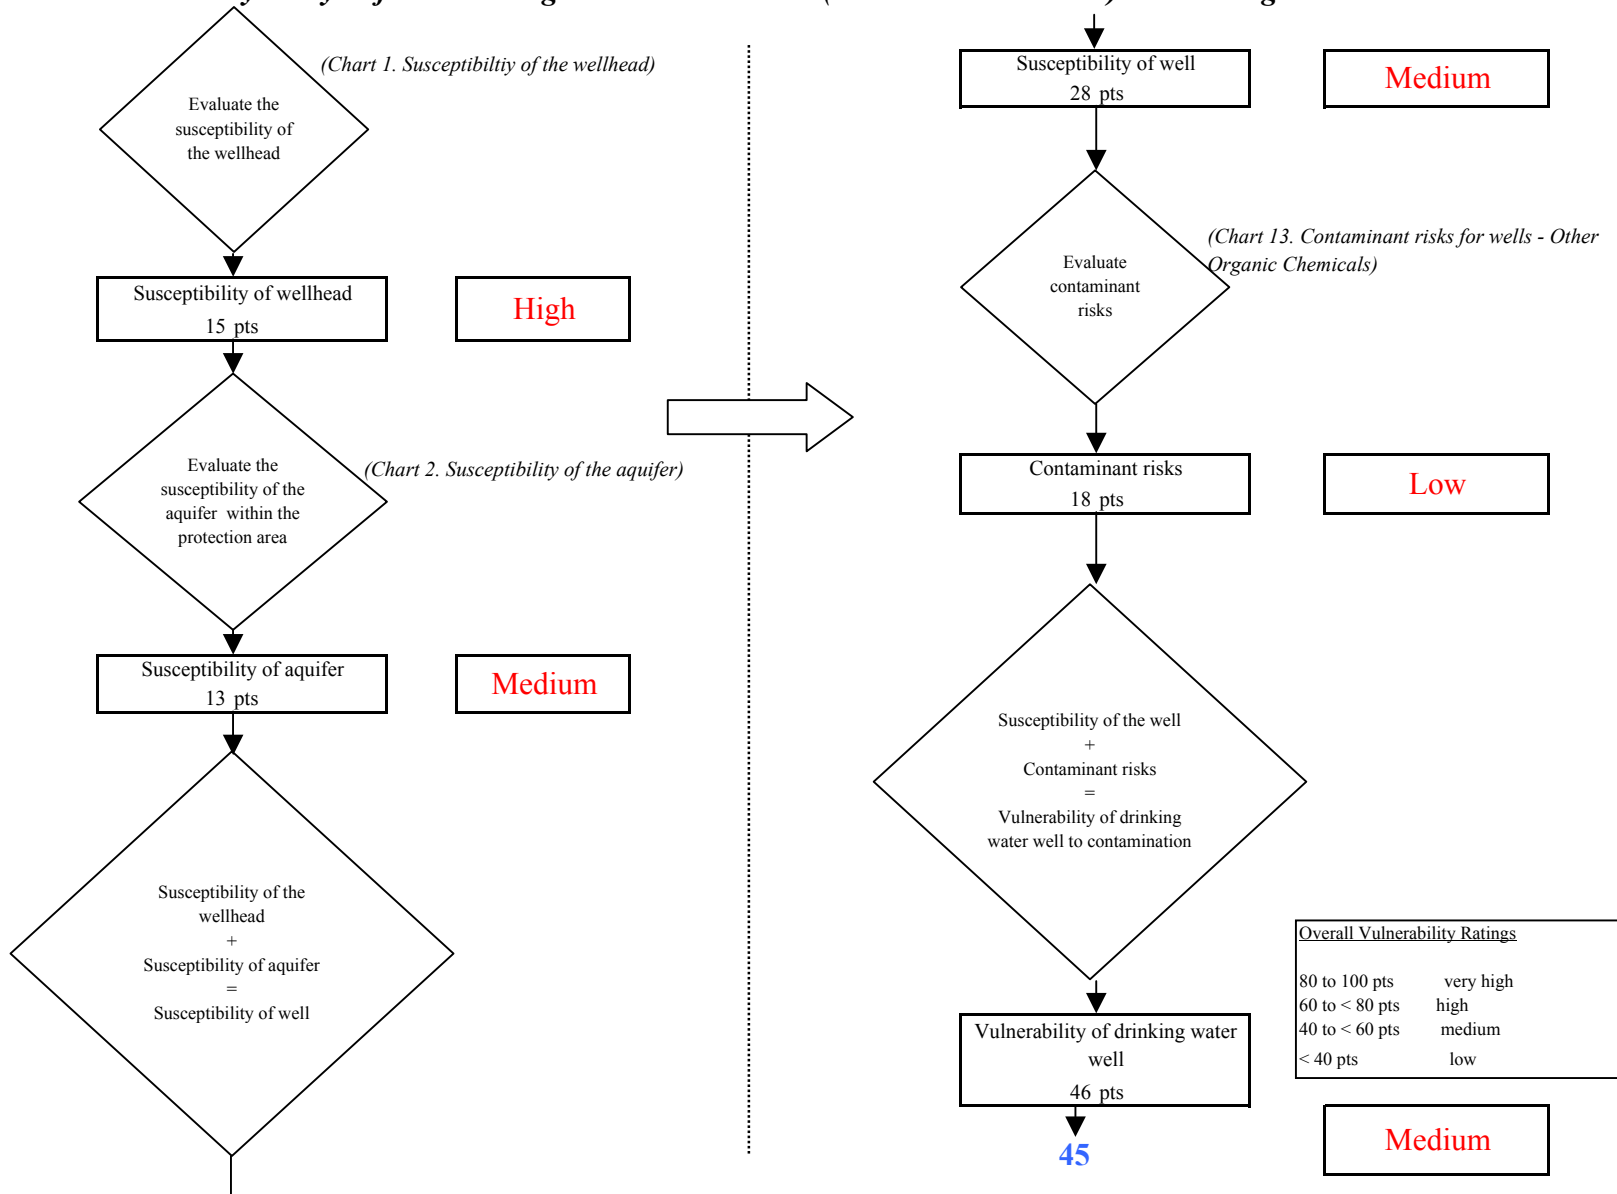 (Chart 1. Susceptibiltiy of the wellhead)
Evaluate the
susceptibility of
the wellhead
Susceptibility of wellhead
15 pts
High
Evaluate the
susceptibility of the
aquifer within the
protection area
(Chart 2. Susceptibility of the aquifer)
Susceptibility of aquifer
13 pts
Medium
Susceptibility of the
wellhead
+
Susceptibility of aquifer
=
Susceptibility of well
Susceptibility of well
28 pts
Medium
(Chart 13. Contaminant risks for wells - Other
Organic Chemicals)
Evaluate
contaminant
risks
Contaminant risks
18 pts
Low
Susceptibility of the well
+
Contaminant risks
=
Vulnerability of drinking
water well to contamination
Overall Vulnerability Ratings
80 to 100 pts very high
60 to < 80 pts high
40 to < 60 pts medium
< 40 pts low
Vulnerability of drinking water
well
46 pts
45
Medium